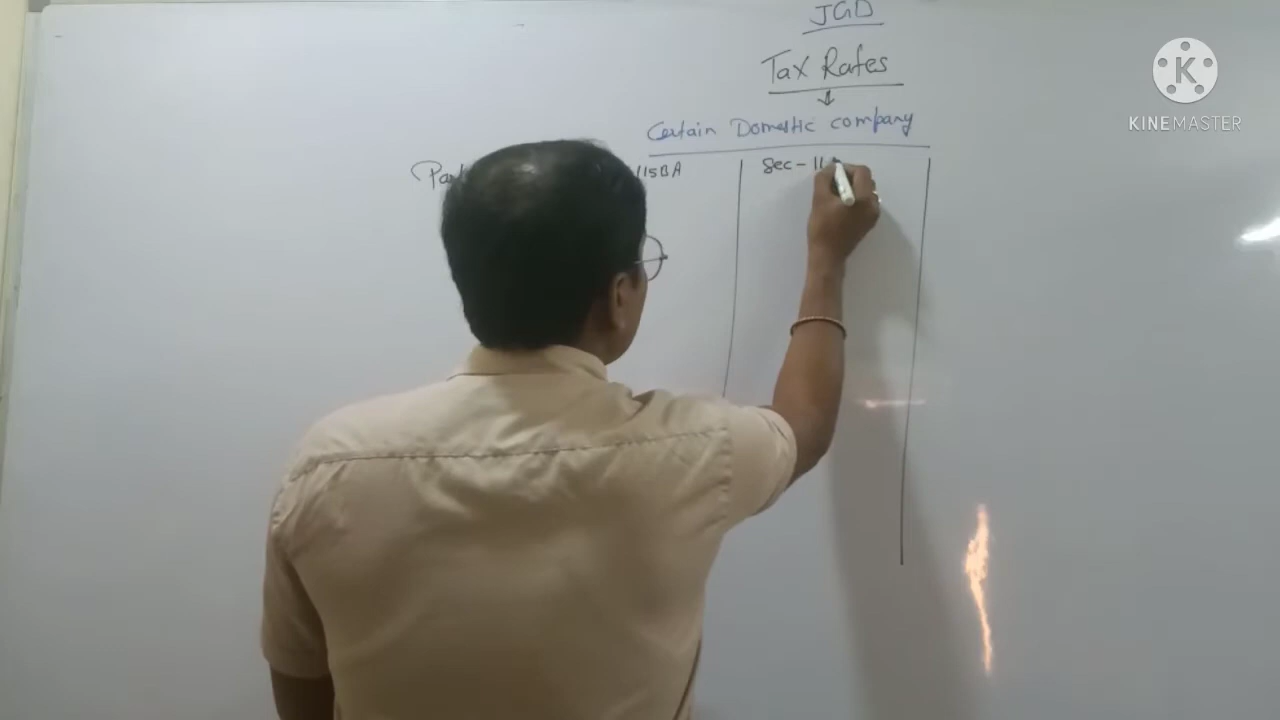 JGD
Tax Rates
Certain Domestic company
115BA Sec-11
KINEMASTER